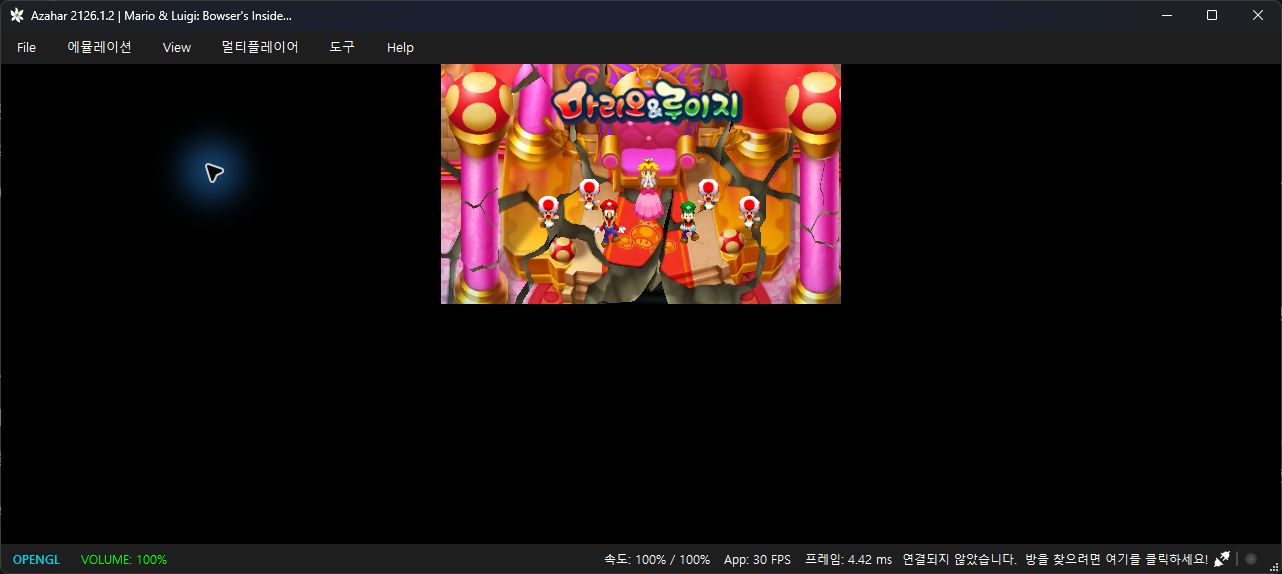 Azahar 2126.1.2 | Mario & Luigi: Bowser's Inside...
File 에뮬레이션 View 멀티플레이어 도구 Help
마리오&루이지
OPENGL VOLUME: 100% 속도: 100% / 100% App: 30 FPS 프레임: 4.42 ms 연결되지 않았습니다. 방을 찾으려면 여기를 클릭하세요!